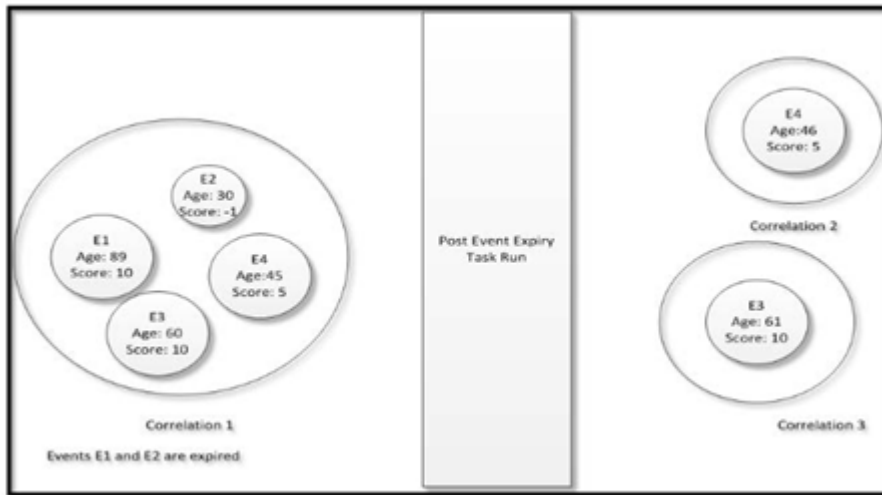 E2
Age: 30
Score: -1
E1
Age: 89
Score: 10
E4
Age:45
Score: 5
E3
Age: 60
Score: 10
Correlation 1
Events E1 and E2 are expired
Post Event Expiry
Task Run
E4
Age:46
Score: 5
Correlation 2
E3
Age: 61
Score: 10
Correlation 3